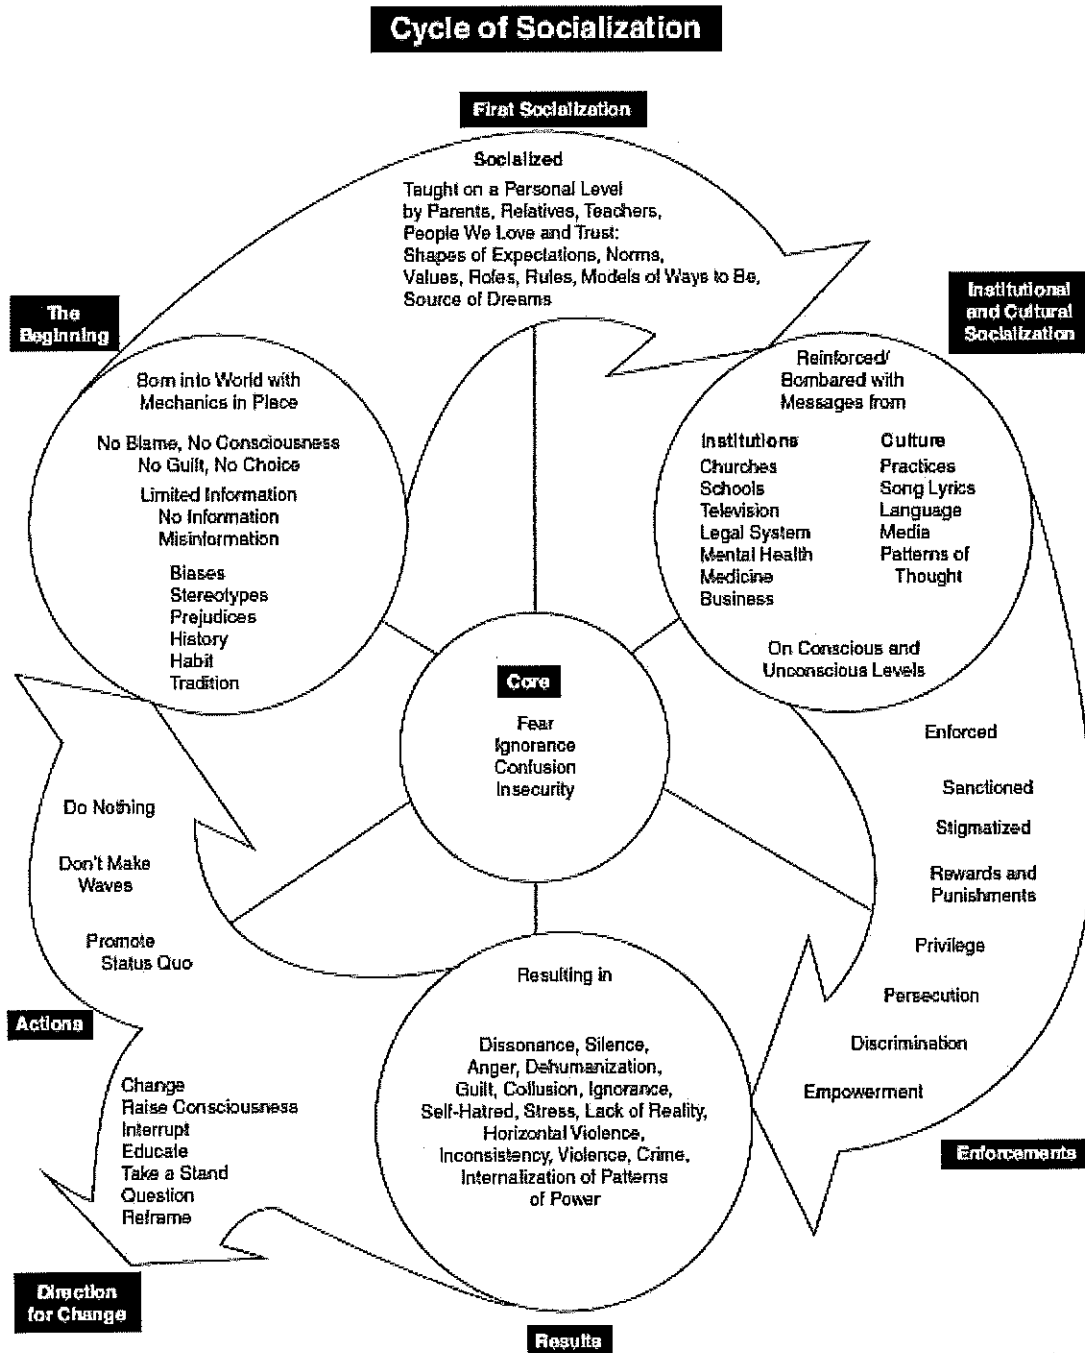 Cycle of Socialization
First Socialization
Socialized
Taught on a Personal Level
by Parents, Relatives, Teachers,
People We Love and Trust:
Shapes of Expectations, Norms,
Values, Roles, Rules, Models of Ways to Be,
Source of Dreams
The
Beginning
Born into World with
Mechanics in Place
No Blame, No Consciousness
No Guilt, No Choice
Limited Information
No Information
Misinformation
Biases
Stereotypes
Prejudices
History
Habit
Tradition
Institutional
and Cultural
Socialization
Reinforced/
Bombared with
Messages from
Institutions
Churches
Schools
Television
Legal System
Mental Health
Medicine
Business
Culture
Practices
Song Lyrics
Language
Media
Patterns of
Thought
On Conscious and
Unconscious Levels
Core
Fear
Ignorance
Confusion
Insecurity
Enforced
Sanctioned
Stigmatized
Rewards and
Punishments
Privilege
Persecution
Discrimination
Empowerment
Enforcements
Resulting in
Dissonance, Silence,
Anger, Dehumanization,
Guilt, Collusion, Ignorance,
Self-Hatred, Stress, Lack of Reality,
Horizontal Violence,
Inconsistency, Violence, Crime,
Internalization of Patterns
of Power
Results
Do Nothing
Don't Make
Waves
Promote
Status Quo
Actions
Change
Raise Consciousness
Interrupt
Educate
Take a Stand
Question
Reframe
Direction
for Change